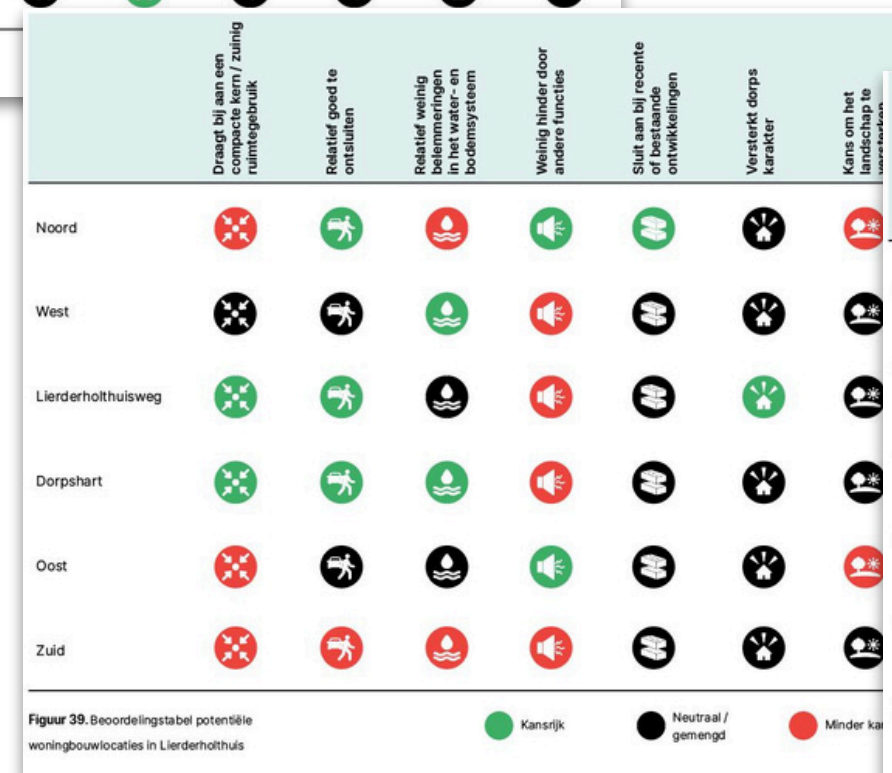 Draagt bij aan een
compacte kern / zuinig
ruimtegebruik
Relatief goed te
ontsluiten
Relatief weinig
belemmeringen
in het water- en
bodemsysteem
Weinig hinder door
andere functies
Sluit aan bij recente
of bestaande
ontwikkelingen
Versterkt dorps
karakter
Kans om het
landschap te
versterken
Noord
West
Lierderholthuisweg
Dorpshart
Oost
Zuid
Figuur 39. Beoordelingstabel potentiële
woningbouwlocaties in Lierderholthuis
Kansrijk
Neutraal /
gemengd
Minder ka